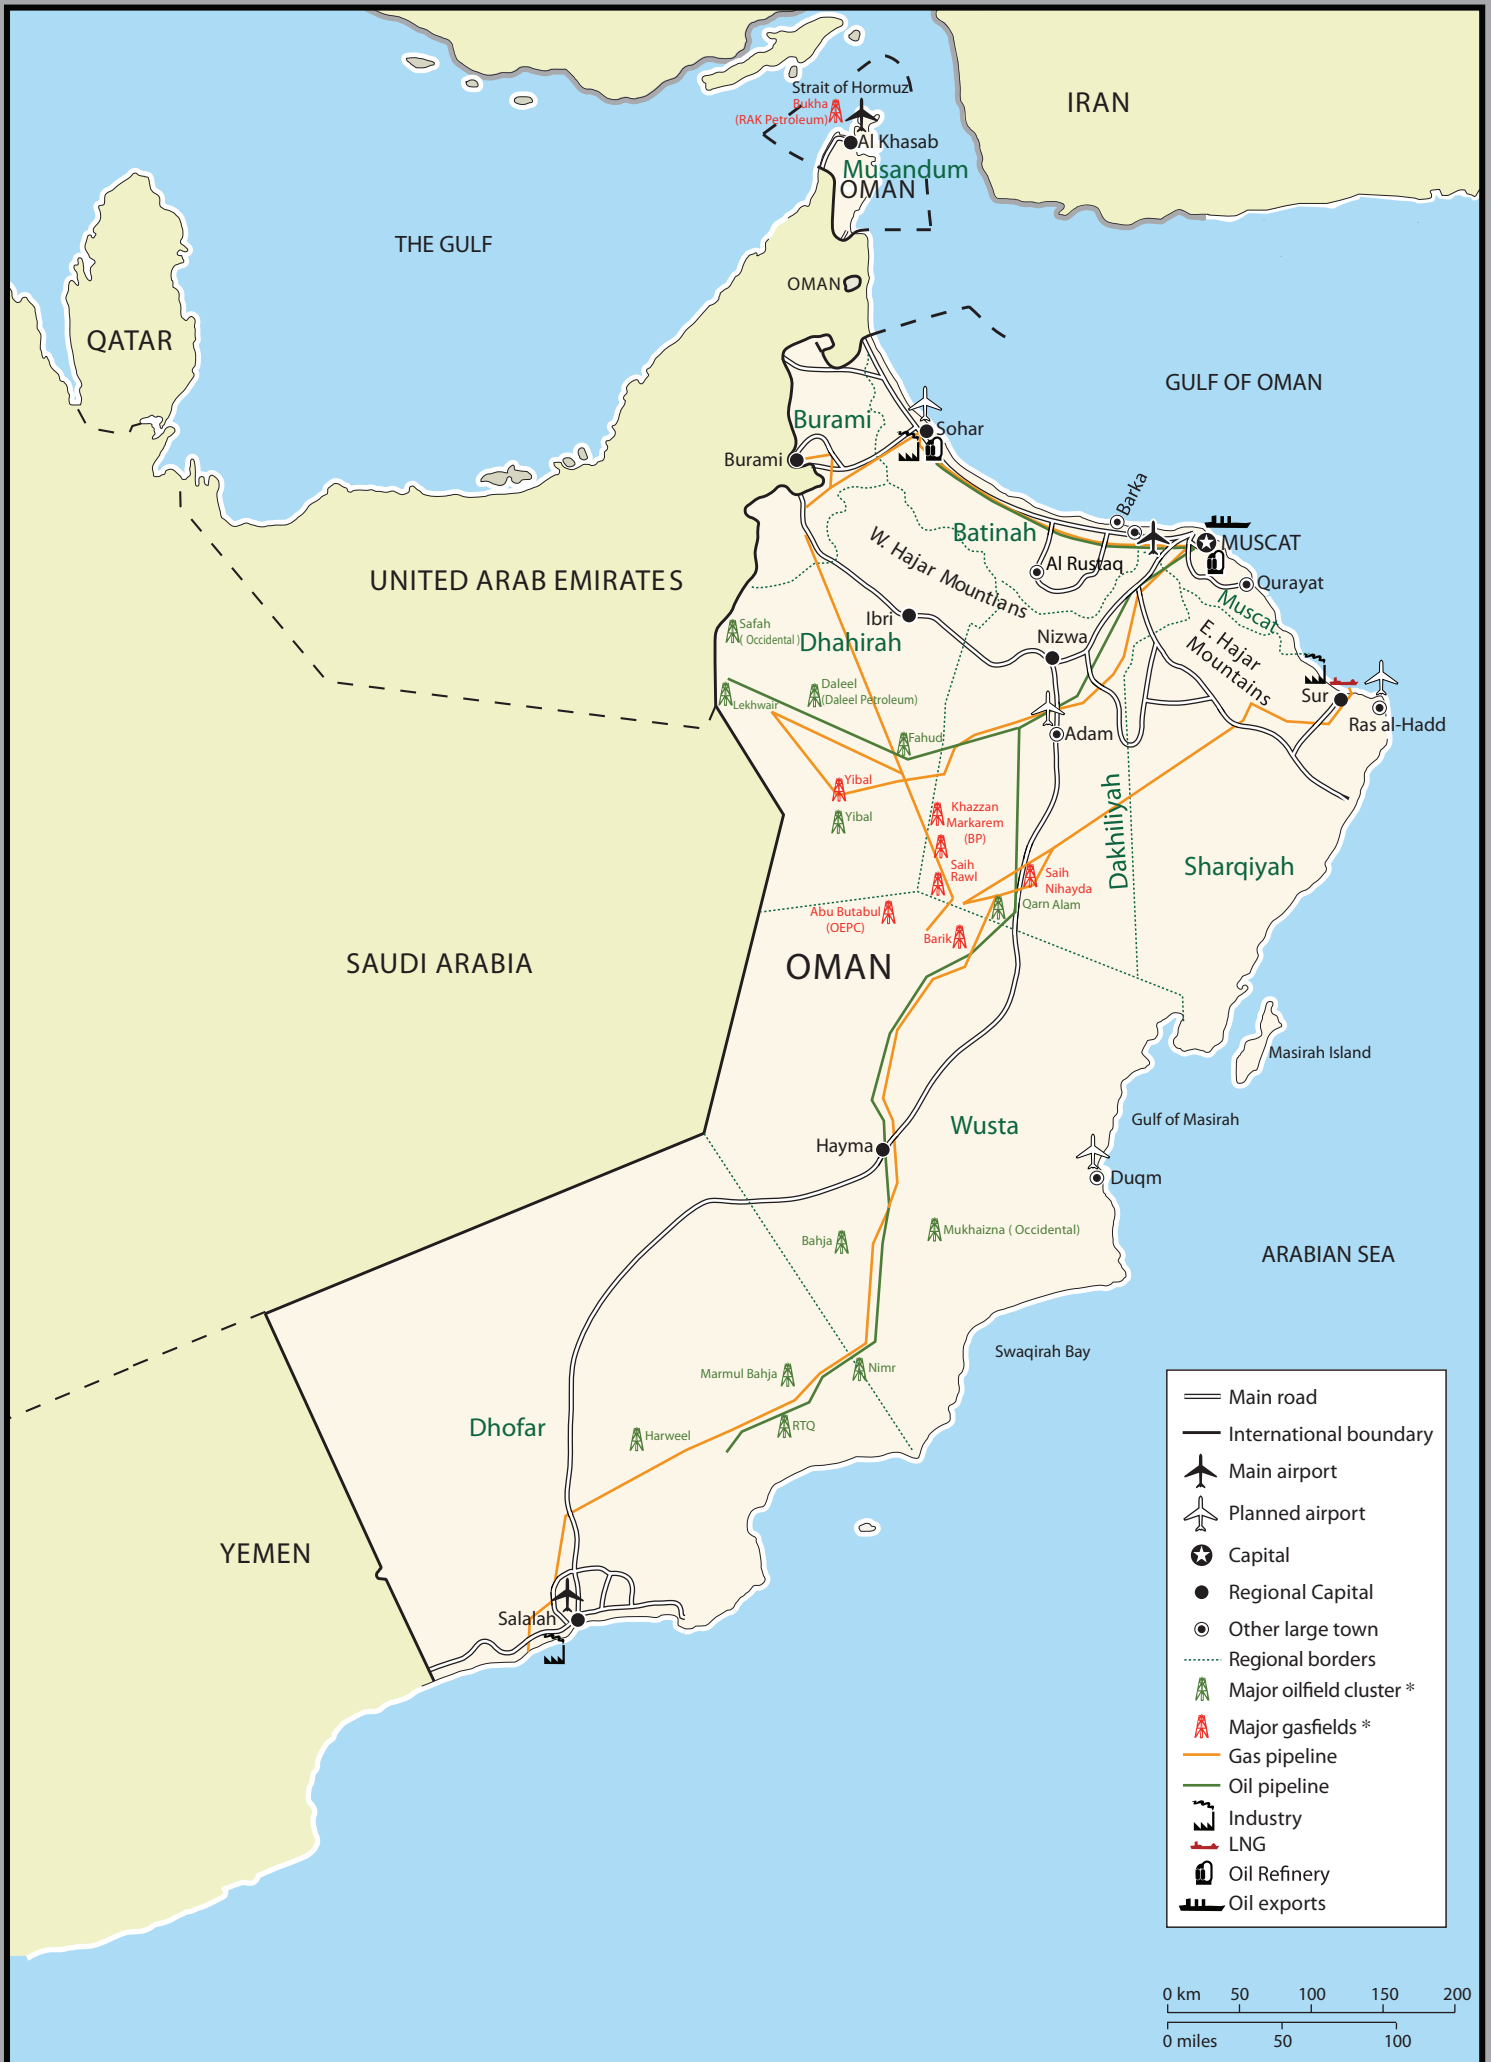 Strait of Hormuz
Bukha
(RAK Petroleum)
IRAN
Al Khasab
Musandum
OMAN
THE GULF
OMAN
QATAR
GULF OF OMAN
Burami
Sohar
Burami
Barka
Batinah
W. Hajar Mountians
MUSCAT
Al Rustaq
UNITED ARAB EMIRATES
Qurayat
Muscat
Ibri
Safah
( Occidental )
Dhahirah
Nizwa
E. Hajar
Mountains
Daleel
(Daleel Petroleum)
Lekhwair
Sur
Ras al-Hadd
Fahud
Adam
Yibal
Yibal
Khazzan
Markarem
(BP)
Dakhiliyah
Sharqiyah
Saih
Rawl
Saih
Nihayda
Abu Butabul
(OEPC)
Qarn Alam
Barik
SAUDI ARABIA
OMAN
Masirah Island
Wusta
Gulf of Masirah
Hayma
Duqm
Bahja
Mukhaizna ( Occidental)
ARABIAN SEA
Swaqirah Bay
Marmul Bahja
Nimr
Dhofar
RTQ
Harweel
YEMEN
Salalah
Main road
International boundary
Main airport
Planned airport
Capital
Regional Capital
Other large town
Regional borders
Major oilfield cluster *
Major gasfields *
Gas pipeline
Oil pipeline
Industry
LNG
Oil Refinery
Oil exports
0 km 50 100 150 200
0 miles 50 100